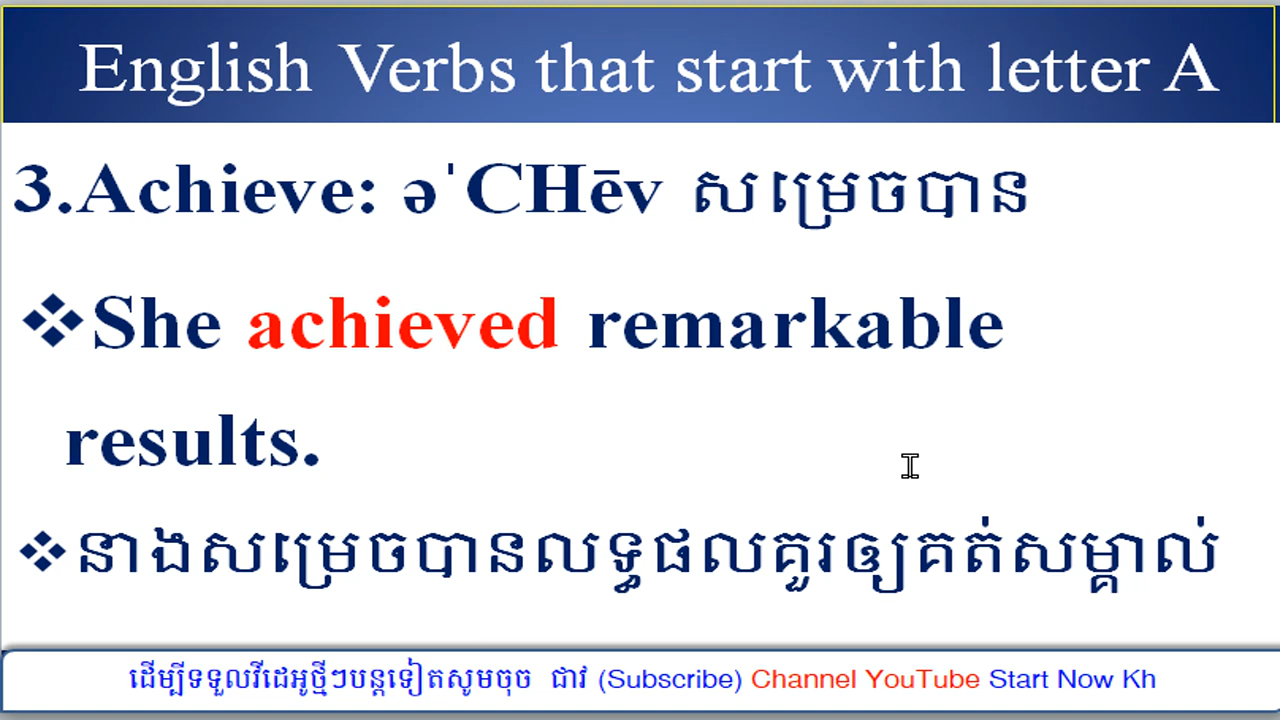 English Verbs that start with letter A
3.Achieve: əˈCHēv សម្រេចបាន
❖She achieved remarkable
results.
❖នាងសម្រេចបានលទ្ធផលគួរឲ្យគត់សម្គាល់
ដើម្បីទទួលវីដេអូថ្មីៗបន្តទៀតសូមចុច ជាវ (Subscribe) Channel YouTube Start Now Kh